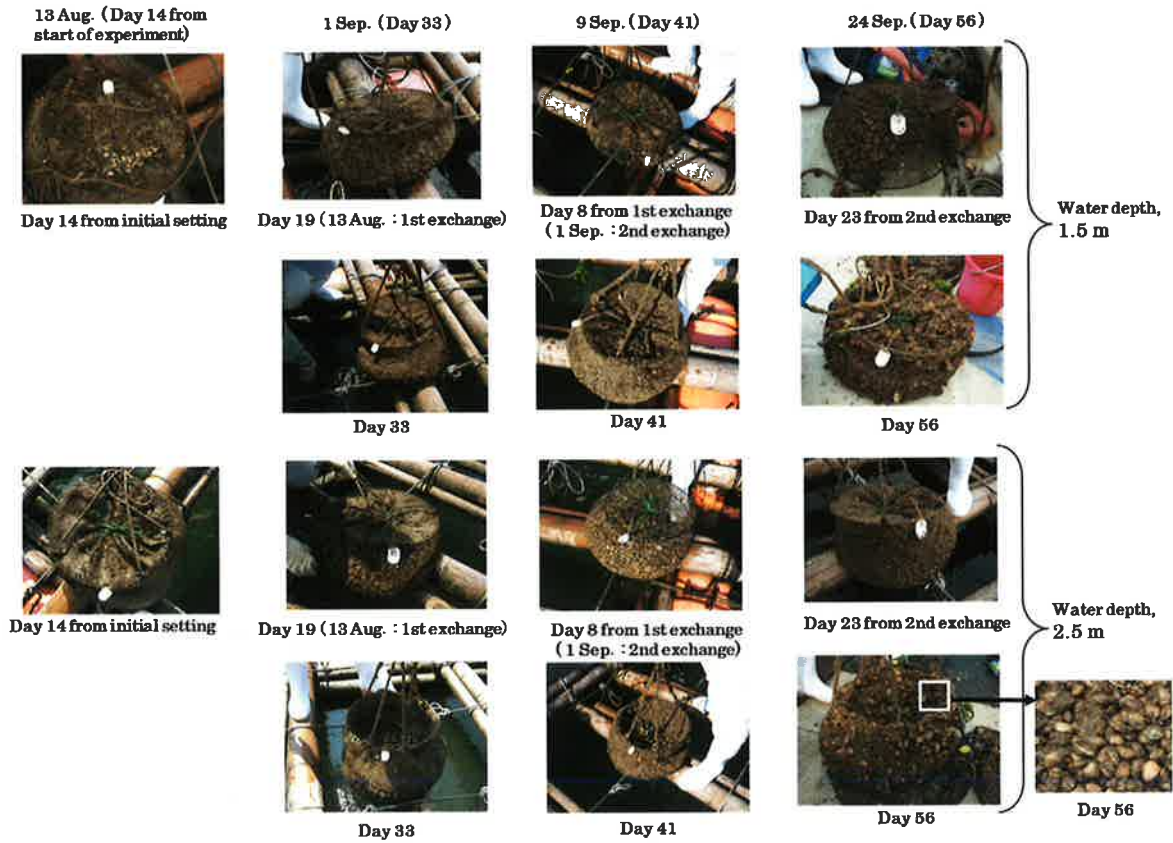 13 Aug. (Day 14 from
start of experiment)
1 Sep. (Day 33)
9 Sep. (Day 41)
24 Sep. (Day 56)
Day 14 from initial setting
Day 19 (13 Aug. : 1st exchange)
Day 8 from 1st exchange
(1 Sep. : 2nd exchange)
Day 23 from 2nd exchange
Water depth,
1.5 m
Day 33
Day 41
Day 56
Day 14 from initial setting
Day 19 (13 Aug. : 1st exchange)
Day 8 from 1st exchange
(1 Sep. : 2nd exchange)
Day 23 from 2nd exchange
Water depth,
2.5 m
Day 33
Day 41
Day 56
Day 56